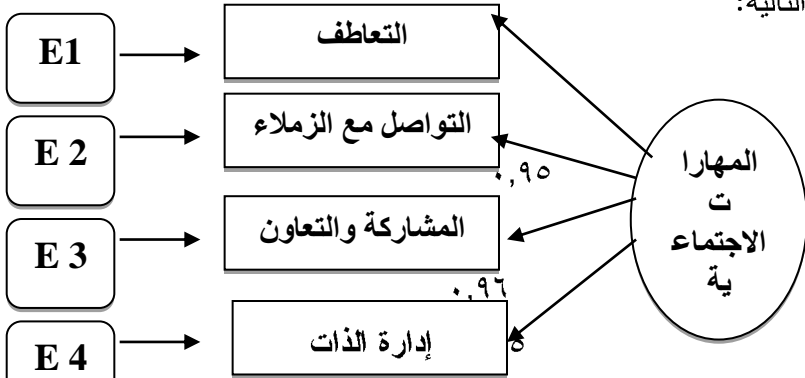 التالية:
E1
التعاطف
E 2
التواصل مع الزملاء
٠,٩٥
المهارا
ت
الاجتماع
ية
E 3
المشاركة والتعاون
٠,٩٦
E 4
إدارة الذات